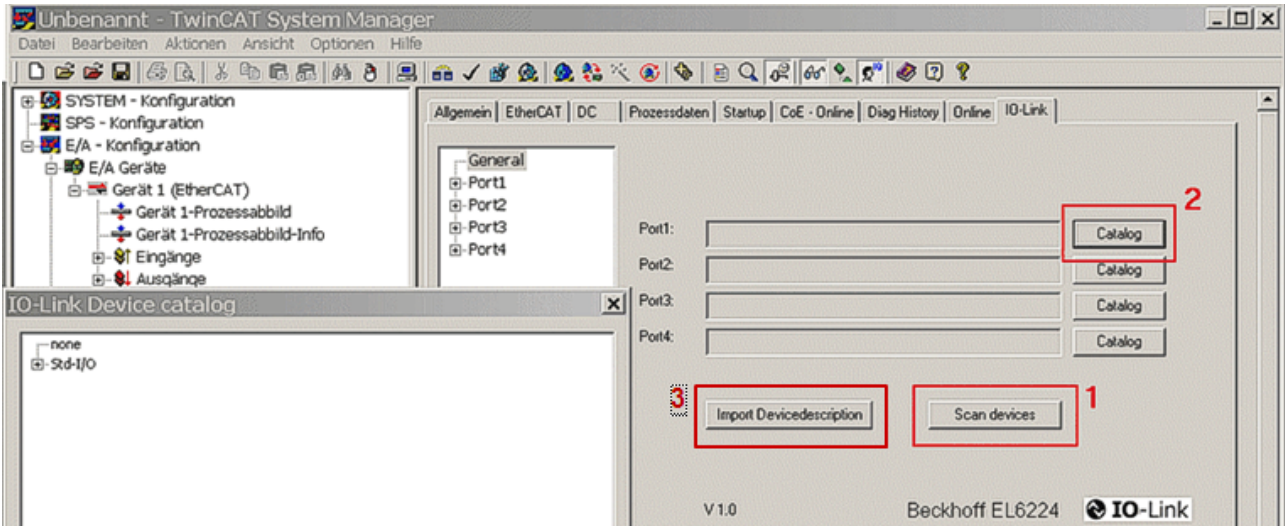 Unbenannt - TwinCAT System Manager
Datei Bearbeiten Aktionen Ansicht Optionen Hilfe
SYSTEM - Konfiguration
SPS - Konfiguration
E/A - Konfiguration
E/A Geräte
Gerät 1 (EtherCAT)
Gerät 1-Prozessabbild
Gerät 1-Prozessabbild-Info
Eingänge
Ausgänge
IO-Link Device catalog
none
Std-I/O
Allgemein EtherCAT DC Prozessdaten Startup CoE - Online Diag History Online IO-Link
General
Port1
Port2
Port3
Port4
2
Port1: Catalog
Port2: Catalog
Port3: Catalog
Port4: Catalog
3 Import Devicedescription
Scan devices 1
V 1.0 Beckhoff EL6224 IO-Link